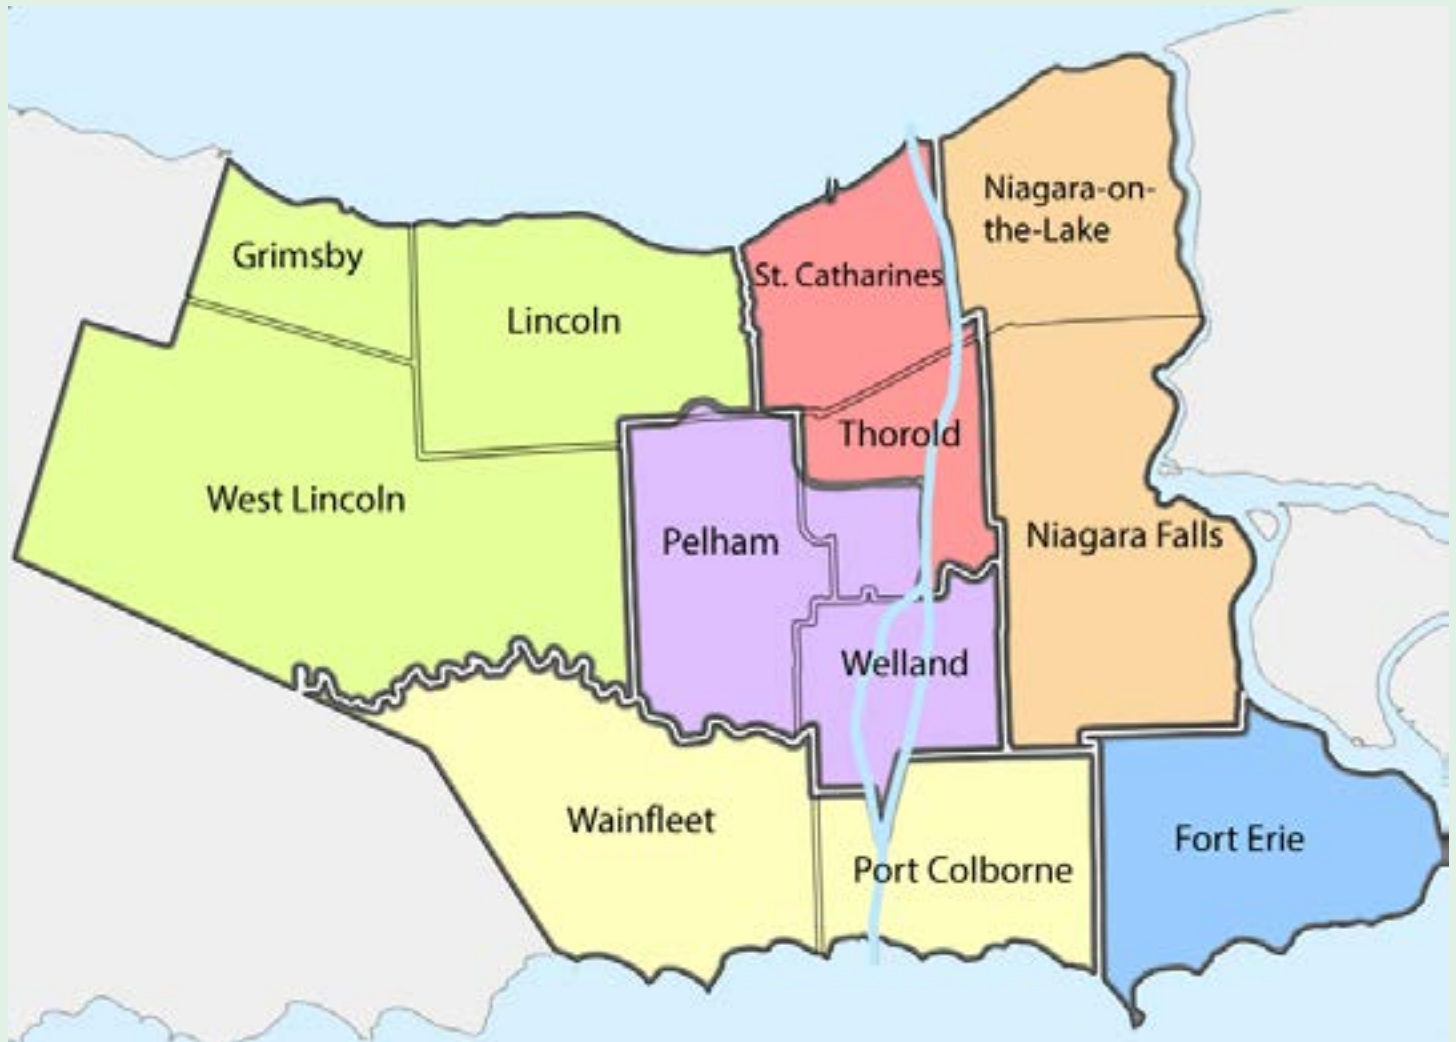 Niagara-on-
the-Lake
Grimsby
St. Catharines
Lincoln
Thorold
West Lincoln
Pelham
Niagara Falls
Welland
Wainfleet
Fort Erie
Port Colborne